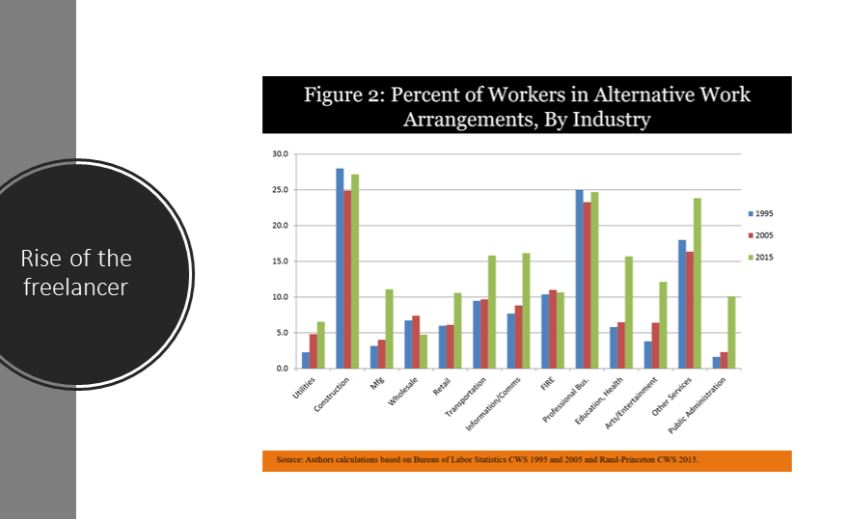 Rise of the
freelancer
Figure 2: Percent of Workers in Alternative Work
Arrangements, By Industry
30.0
25.0
20.0
15.0
10.0
5.0
0.0
1995
2005
2015
Utilities
Construction
Mfg
Wholesale
Retail
Transportation
Information/Comms
FIRE
Professional Bus.
Education, Health
Arts/Entertainment
Other Services
Public Administration
Source: Authors calculations based on Bureau of Labor Statistics CWS 1995 and 2005 and Rand-Princeton CWS 2015.